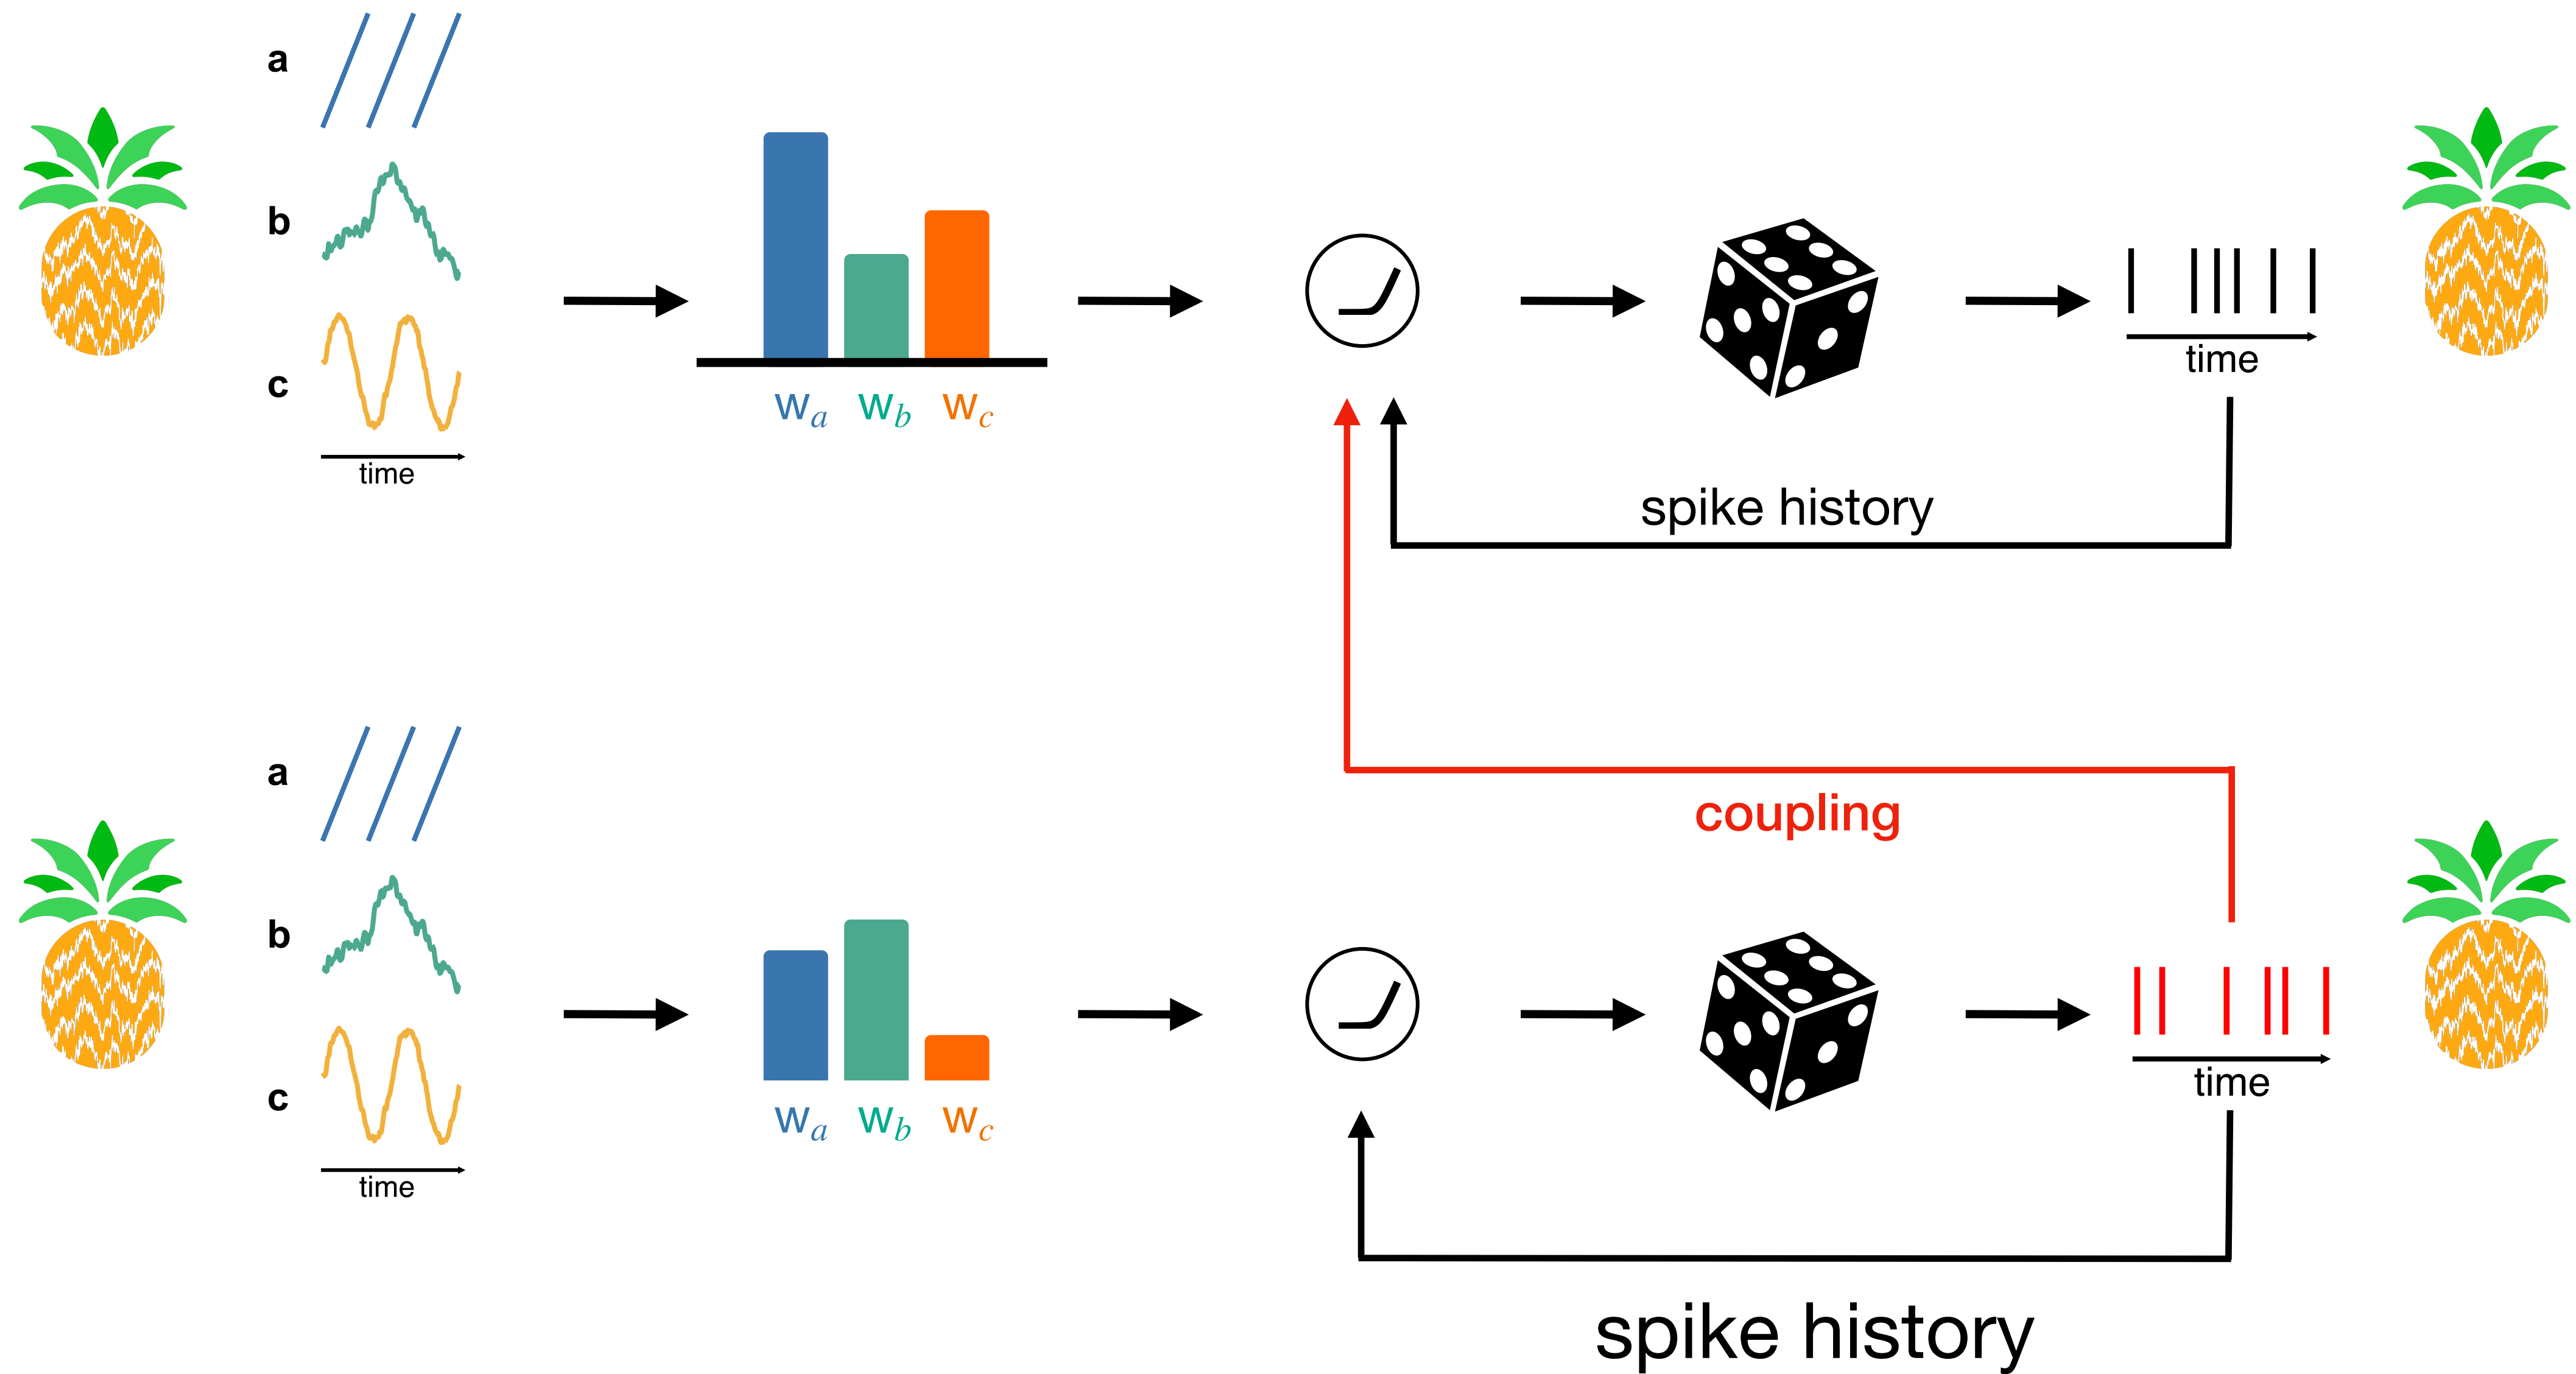 a
b
c
time
wa wb wc
time
spike history
coupling
a
b
c
time
wa wb wc
time
spike history